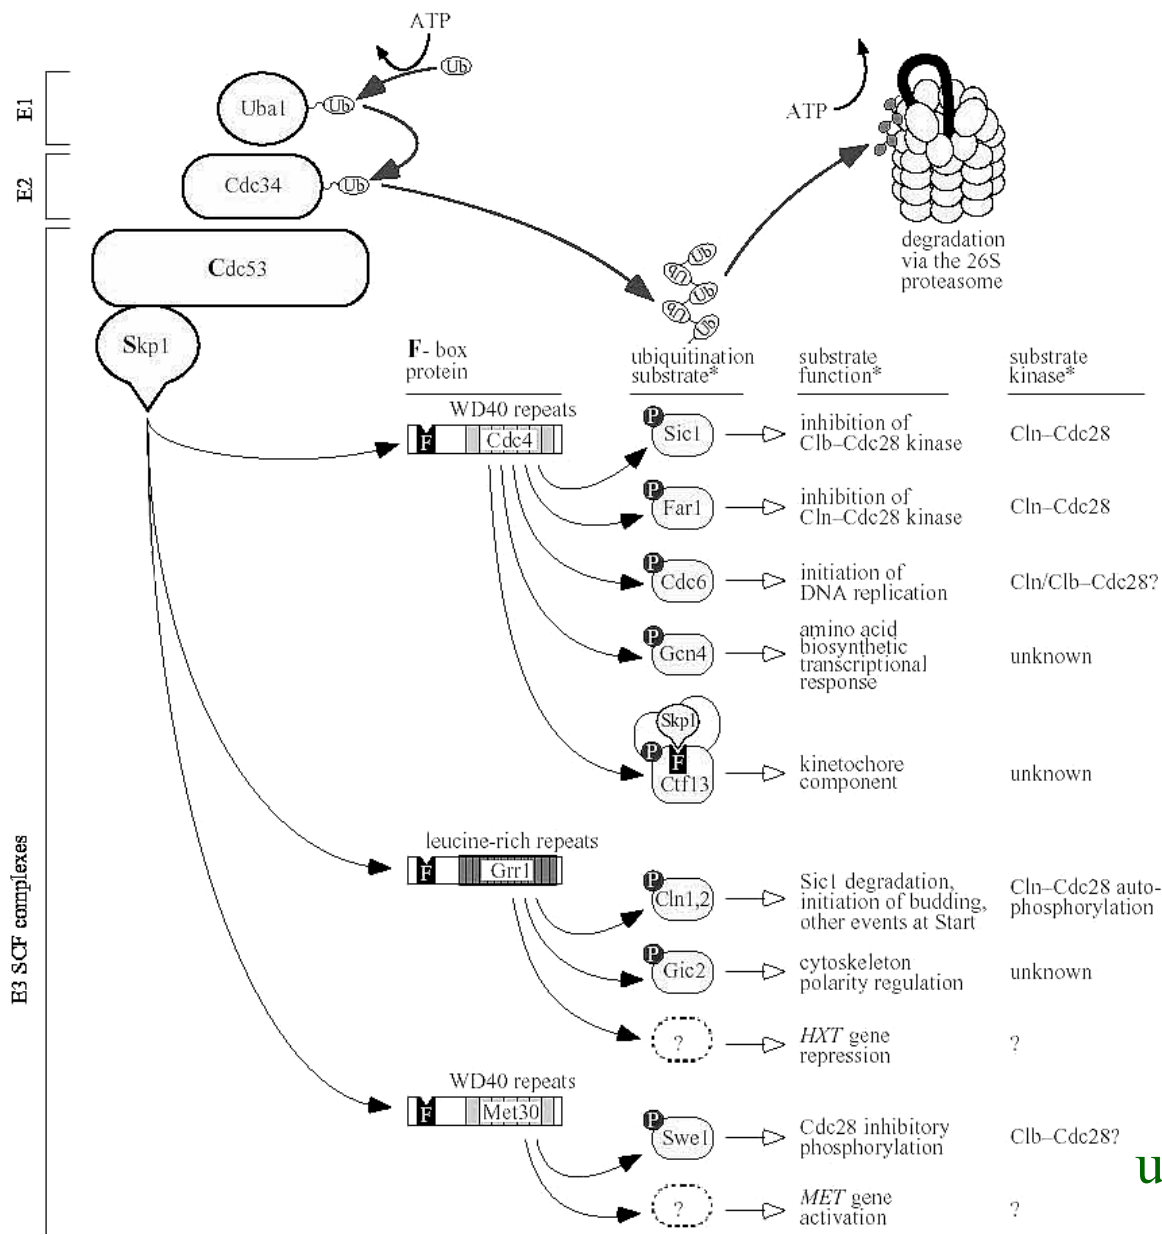 ATP
Ub
E1
Uba1
Ub
ATP
E2
Cdc34
Ub
Cdc53
degradation
via the 26S
proteasome
Ub
Ub
Ub
Ub
Ub
Skp1
F- box
protein
ubiquitination
substrate*
substrate
function*
substrate
kinase*
WD40 repeats
F
Cdc4
P
Sic1
inhibition of
Clb–Cdc28 kinase
Cln–Cdc28
P
Far1
inhibition of
Cln–Cdc28 kinase
Cln–Cdc28
P
Cdc6
initiation of
DNA replication
Cln/Clb–Cdc28?
P
Gcn4
amino acid
biosynthetic
transcriptional
response
unknown
Skp1
P
F
Ctf13
kinetochore
component
unknown
E3 SCF complexes
leucine-rich repeats
F
Grr1
P
Cln1,2
Sic1 degradation,
initiation of budding,
other events at Start
Cln–Cdc28 auto-
phosphorylation
P
Gic2
cytoskeleton
polarity regulation
unknown
?
HXT gene
repression
?
WD40 repeats
F
Met30
P
Swe1
Cdc28 inhibitory
phosphorylation
Clb–Cdc28?
u
?
MET gene
activation
?